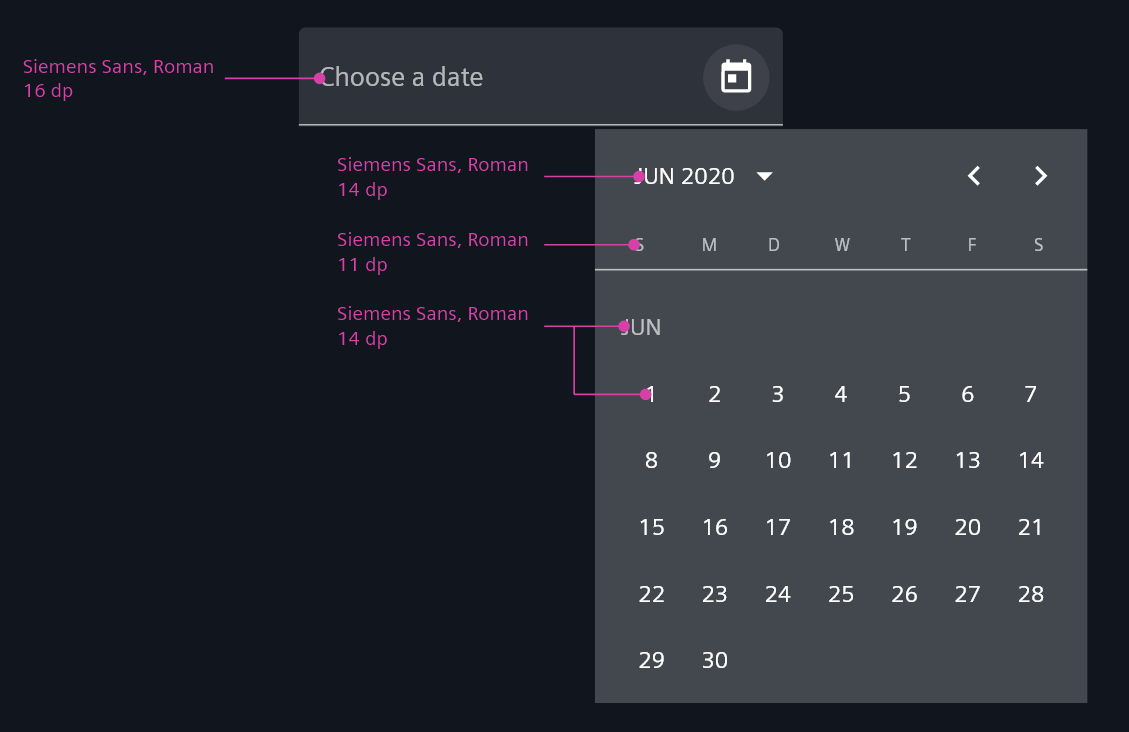 Siemens Sans, Roman
16 dp
Choose a date
Siemens Sans, Roman
14 dp
JUN 2020
Siemens Sans, Roman
11 dp
S M D W T F S
Siemens Sans, Roman
14 dp
JUN
1 2 3 4 5 6 7
8 9 10 11 12 13 14
15 16 17 18 19 20 21
22 23 24 25 26 27 28
29 30